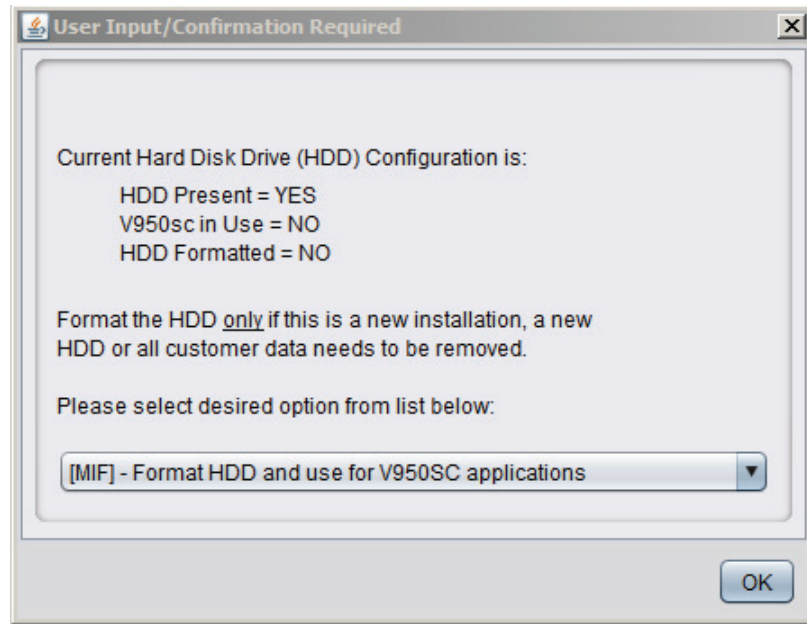 User Input/Confirmation Required
Current Hard Disk Drive (HDD) Configuration is:
HDD Present = YES
V950sc in Use = NO
HDD Formatted = NO
Format the HDD only if this is a new installation, a new
HDD or all customer data needs to be removed.
Please select desired option from list below:
[MIF] - Format HDD and use for V950SC applications
OK